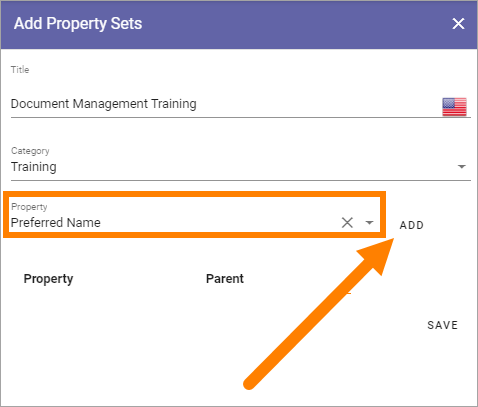 Add Property Sets
Title
Document Management Training
Category
Training
Property
Preferred Name
ADD
Property Parent
SAVE